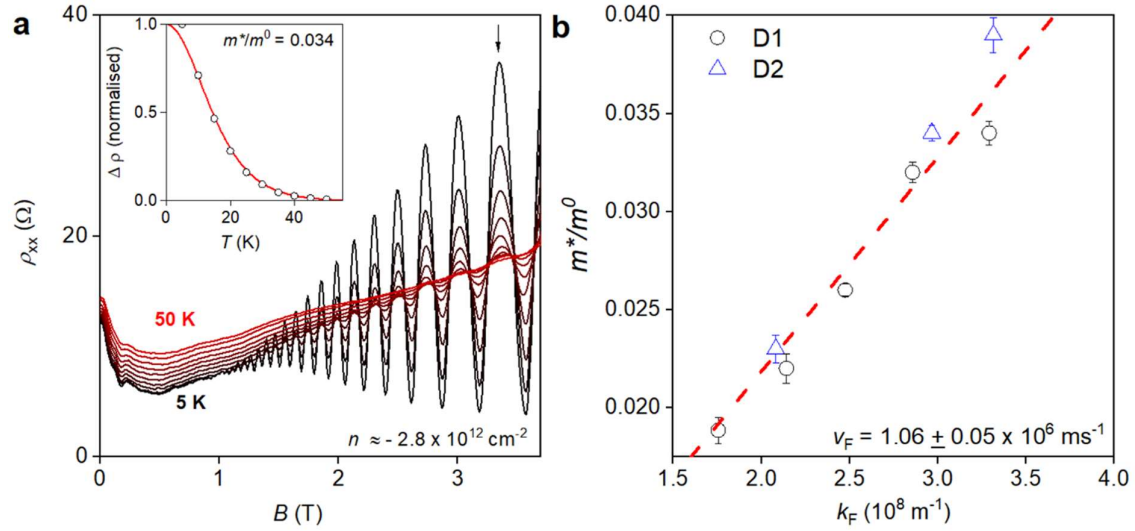 a
40
20
0
ρxx (Ω)
0
1
2
3
B (T)
50 K
5 K
n ≈ - 2.8 x 10¹² cm⁻²
1.0
0.5
0.0
Δ ρ (normalised)
0
20
40
T (K)
m*/m⁰ = 0.034
b
0.040
0.035
0.030
0.025
0.020
m*/m⁰
D1
D2
vF = 1.06 ± 0.05 x 10⁶ ms⁻¹
1.5
2.0
2.5
3.0
3.5
4.0
kF (10⁸ m⁻¹)